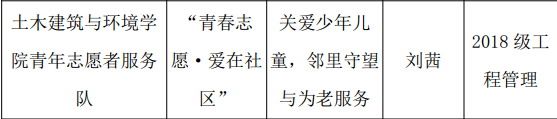 土木建筑与环境学
院青年志愿者服务
队
“青春志
愿·爱在社
区”
关爱少年儿
童，邻里守望
与为老服务
刘茜
2018 级工
程管理